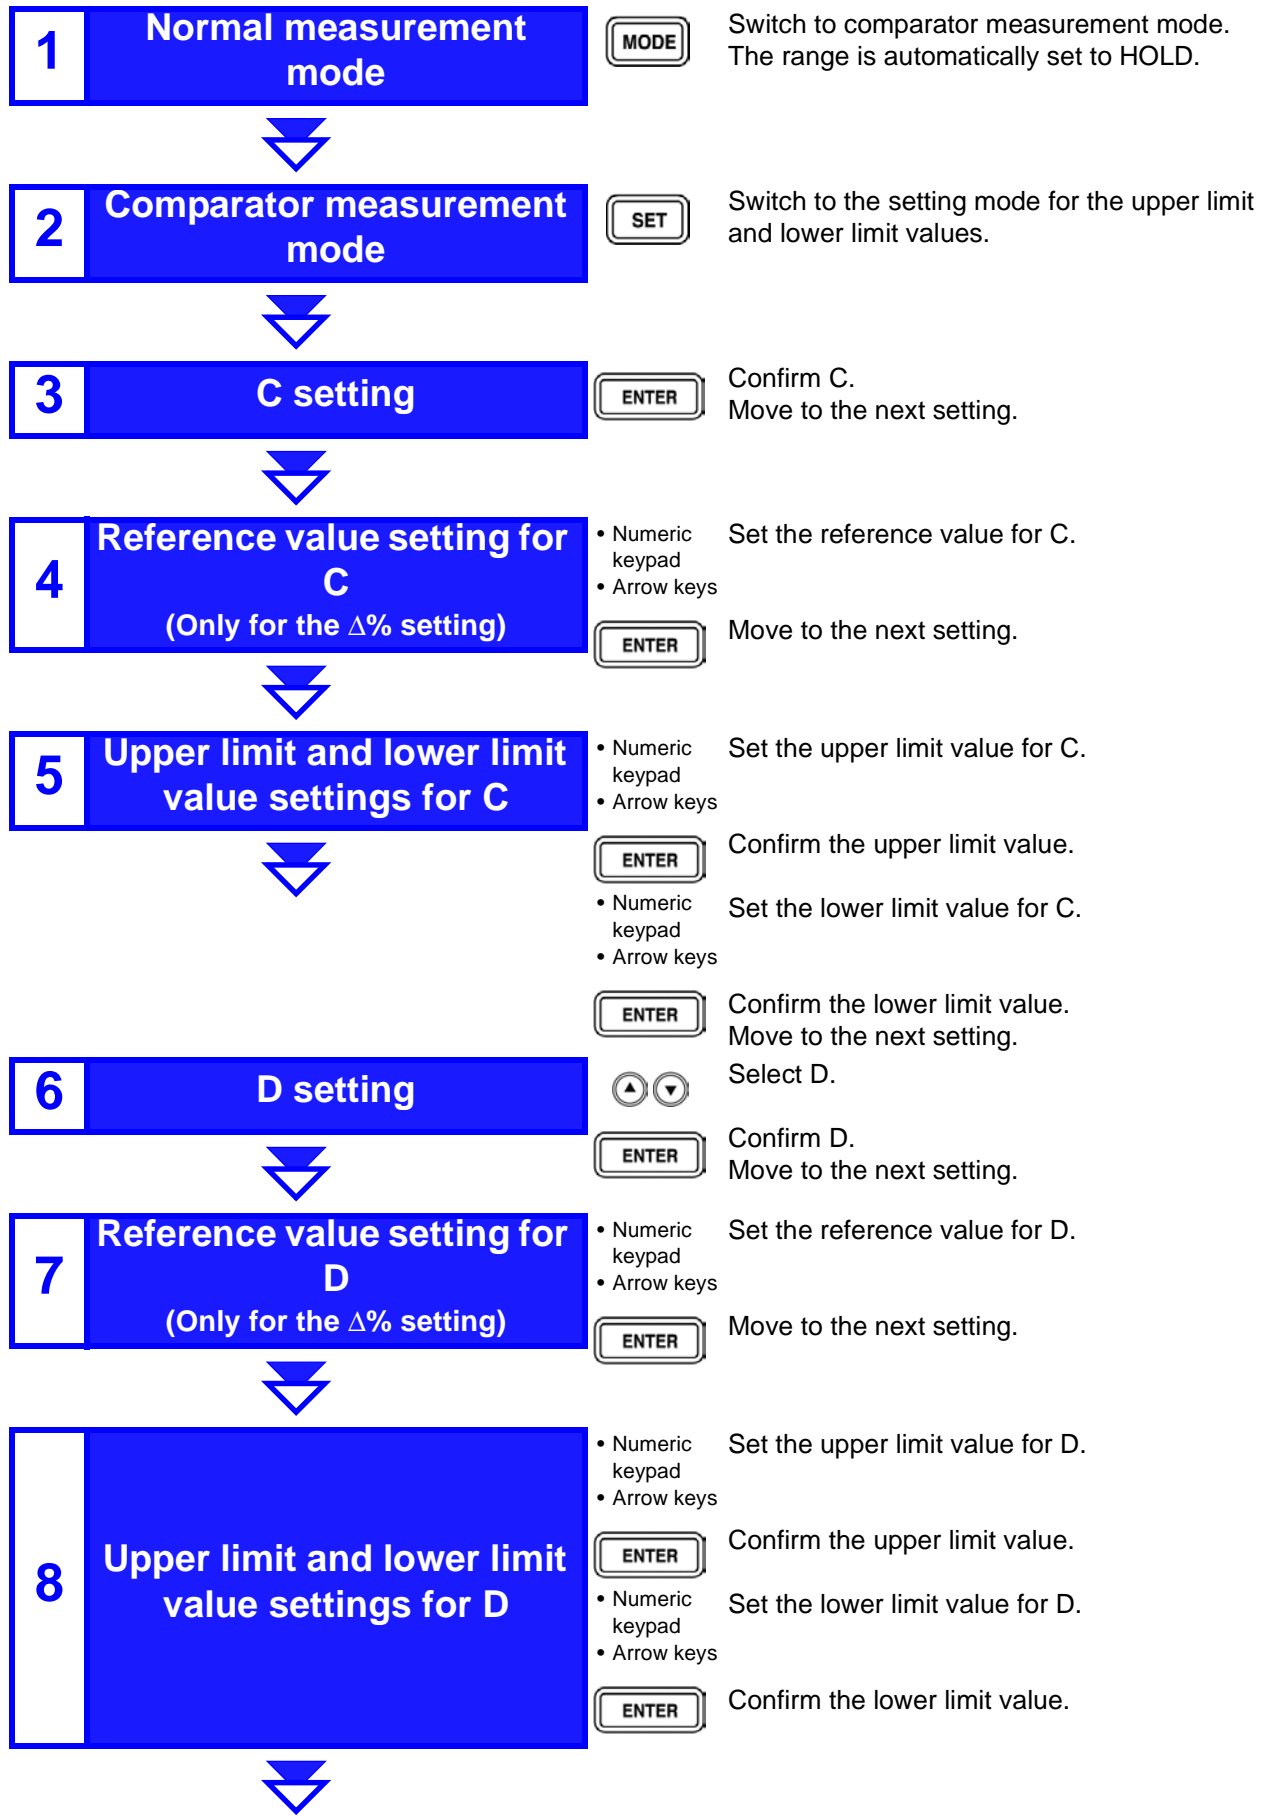 1
Normal measurement
mode
MODE
Switch to comparator measurement mode.
The range is automatically set to HOLD.
2
Comparator measurement
mode
SET
Switch to the setting mode for the upper limit
and lower limit values.
3
C setting
ENTER
Confirm C.
Move to the next setting.
4
Reference value setting for
C
(Only for the Δ% setting)
• Numeric
keypad
• Arrow keys
Set the reference value for C.
ENTER
Move to the next setting.
5
Upper limit and lower limit
value settings for C
• Numeric
keypad
• Arrow keys
Set the upper limit value for C.
ENTER
Confirm the upper limit value.
• Numeric
keypad
• Arrow keys
Set the lower limit value for C.
ENTER
Confirm the lower limit value.
Move to the next setting.
6
D setting
Select D.
ENTER
Confirm D.
Move to the next setting.
7
Reference value setting for
D
(Only for the Δ% setting)
• Numeric
keypad
• Arrow keys
Set the reference value for D.
ENTER
Move to the next setting.
8
Upper limit and lower limit
value settings for D
• Numeric
keypad
• Arrow keys
Set the upper limit value for D.
ENTER
Confirm the upper limit value.
• Numeric
keypad
• Arrow keys
Set the lower limit value for D.
ENTER
Confirm the lower limit value.